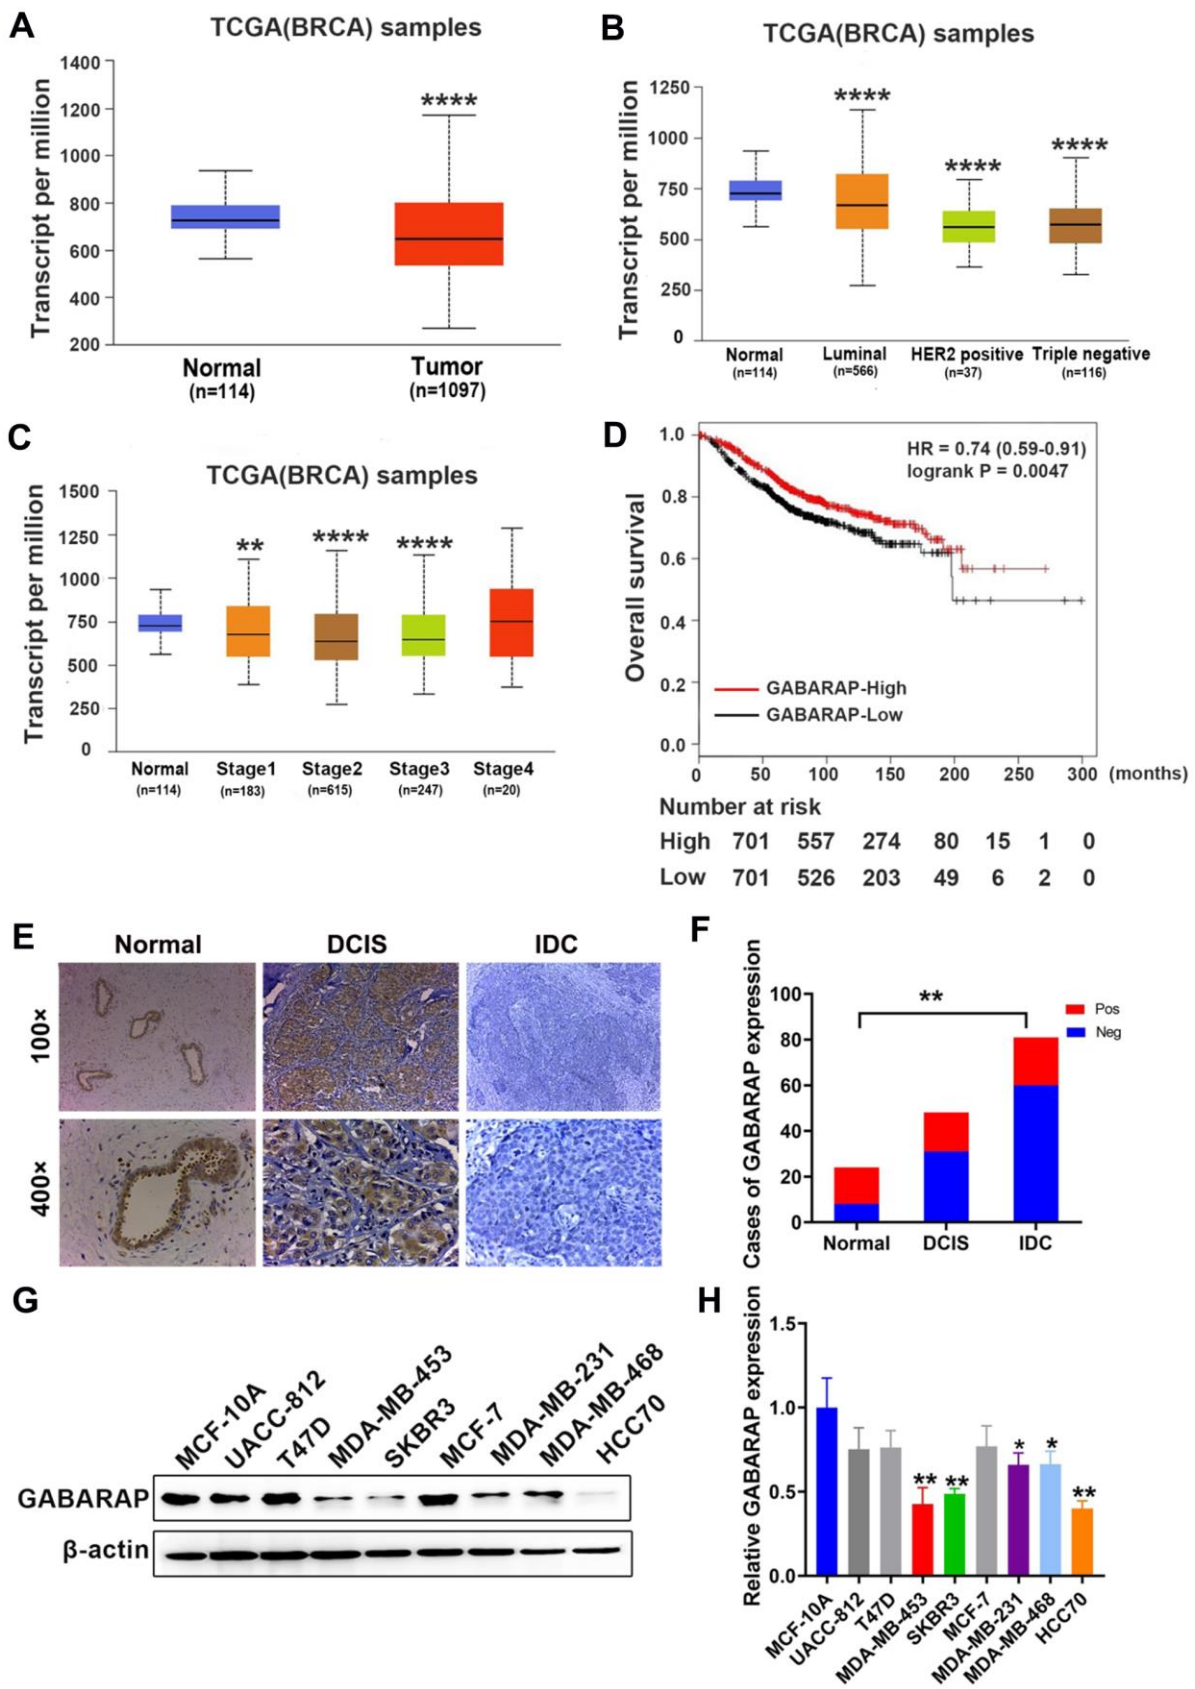 A
TCGA(BRCA) samples
Transcript per million
1400
1200
1000
800
600
400
200
****
Normal
(n=114)
Tumor
(n=1097)
B
TCGA(BRCA) samples
Transcript per million
1250
1000
750
500
250
0
****
****
****
Normal
(n=114)
Luminal
(n=566)
HER2 positive
(n=37)
Triple negative
(n=116)
C
TCGA(BRCA) samples
Transcript per million
1500
1250
1000
750
500
250
0
**
****
****
Normal
(n=114)
Stage1
(n=183)
Stage2
(n=615)
Stage3
(n=247)
Stage4
(n=20)
D
Overall survival
1.0
0.8
0.6
0.4
0.2
0.0
HR = 0.74 (0.59-0.91)
logrank P = 0.0047
GABARAP-High
GABARAP-Low
0 50 100 150 200 250 300 (months)
Number at risk
High 701 557 274 80 15 1 0
Low 701 526 203 49 6 2 0
E
Normal DCIS IDC
100×
400×
F
Cases of GABARAP expression
100
80
60
40
20
0
**
Pos
Neg
Normal DCIS IDC
G
MCF-10A
UACC-812
T47D
MDA-MB-453
SKBR3
MCF-7
MDA-MB-231
MDA-MB-468
HCC70
GABARAP
β-actin
H
Relative GABARAP expression
1.5
1.0
0.5
0.0
**
**
*
*
**
MCF-10A
UACC-812
T47D
MDA-MB-453
SKBR3
MCF-7
MDA-MB-231
MDA-MB-468
HCC70